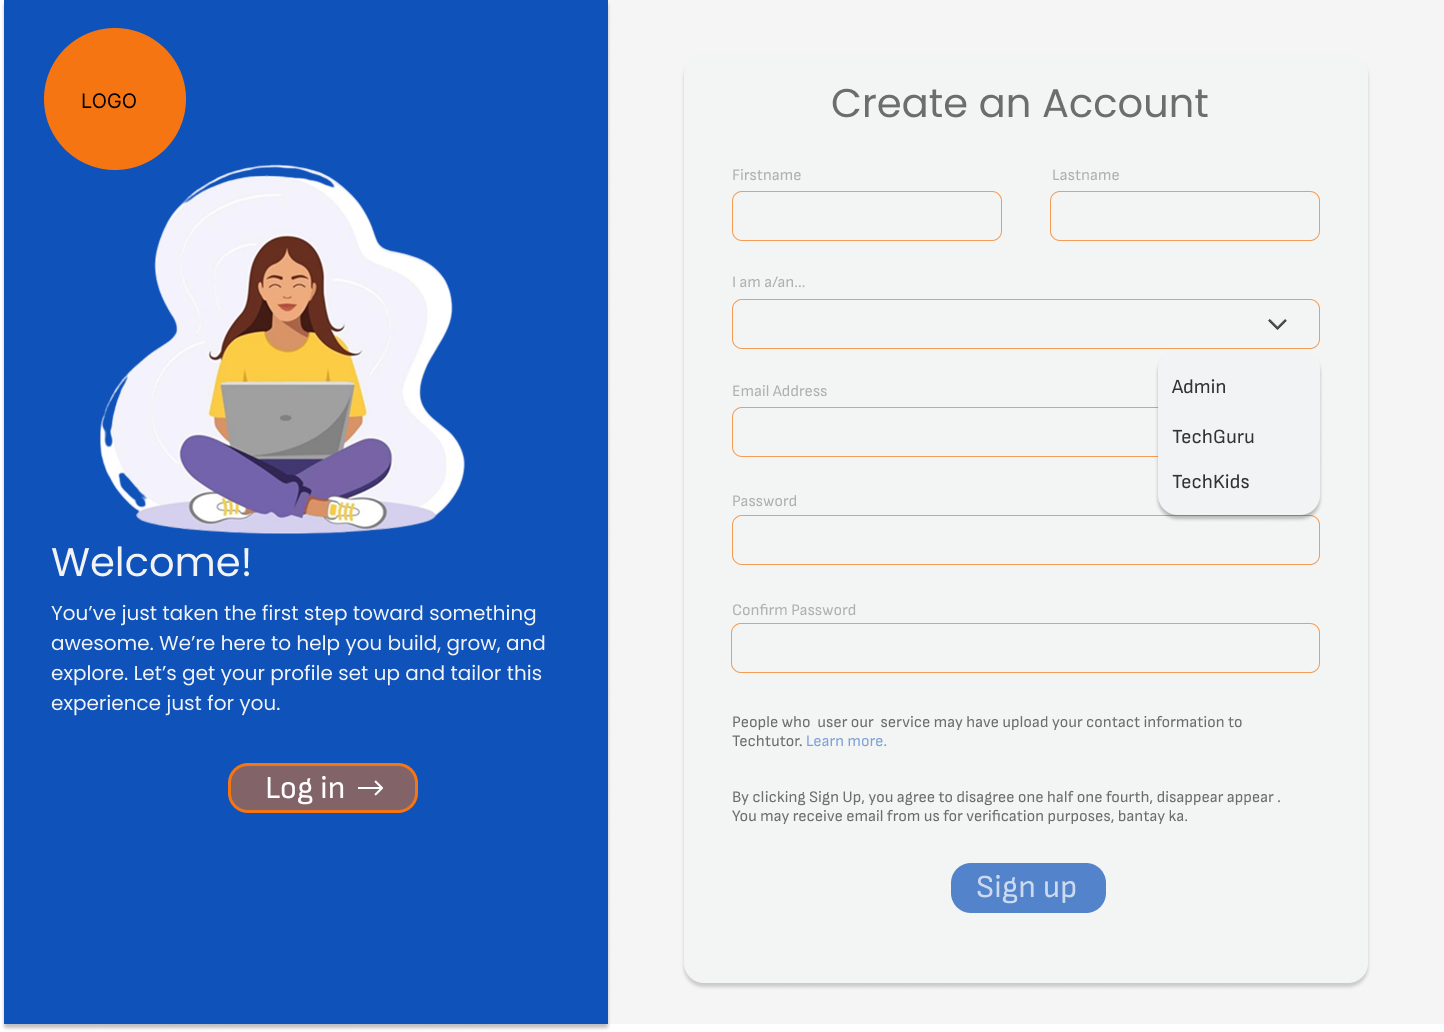 LOGO
Welcome!
You’ve just taken the first step toward something
awesome. We’re here to help you build, grow, and
explore. Let’s get your profile set up and tailor this
experience just for you.
Log in →
Create an Account
Firstname
Lastname
I am a/an...
Admin
TechGuru
TechKids
Email Address
Password
Confirm Password
People who  user our  service may have upload your contact information to
Techtutor. Learn more.
By clicking Sign Up, you agree to disagree one half one fourth, disappear appear .
You may receive email from us for verification purposes, bantay ka.
Sign up